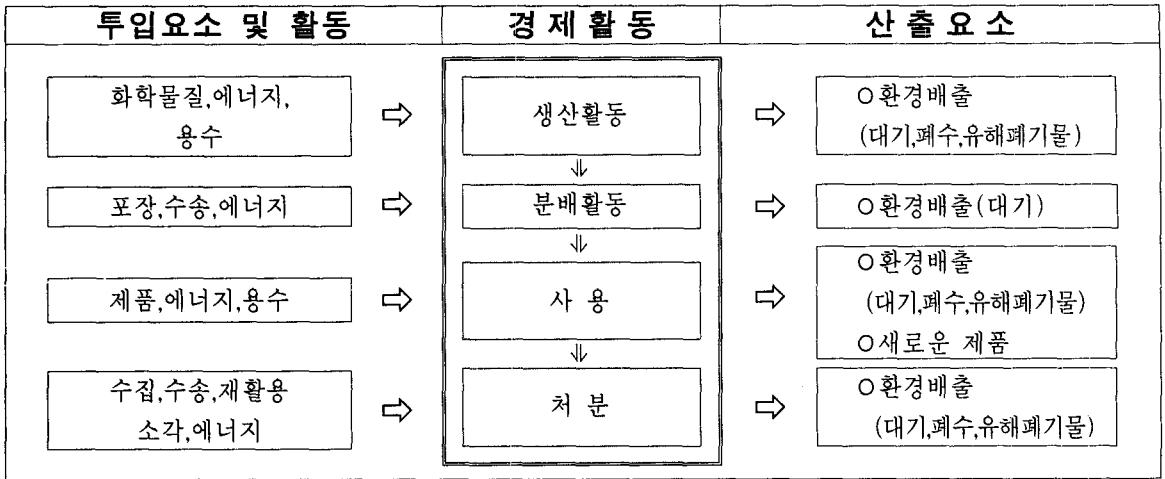 투입요소 및 활동
경 제 활 동
산 출 요 소
화학물질,에너지,
용수
⇨
생산활동
⇨
O환경배출
(대기,폐수,유해폐기물)
⇓
포장,수송,에너지
⇨
분배활동
⇨
O환경배출(대기)
⇓
제품,에너지,용수
⇨
사 용
⇨
O환경배출
(대기,폐수,유해폐기물)
O새로운 제품
⇓
수집,수송,재활용
소각,에너지
⇨
처 분
⇨
O환경배출
(대기,폐수,유해폐기물)